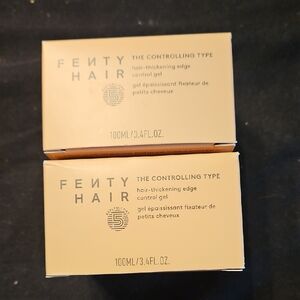 FENTY
HAIR
THE CONTROLLING TYPE
hair-thickening edge
control gel
gel épaississant fixateur de
petits cheveux
100ML/3.4FL.OZ.
FENTY
HAIR
THE CONTROLLING TYPE
hair-thickening edge
control gel
gel épaississant fixateur de
petits cheveux
5
100ML/3.4FL.OZ.